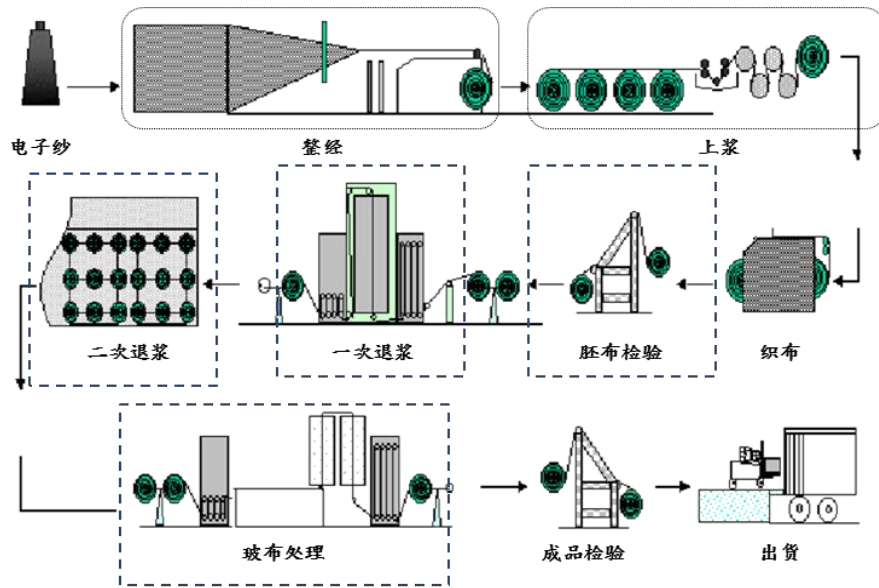 电子纱
整经
上浆
二次退浆
一次退浆
胚布检验
织布
玻布处理
成品检验
出货